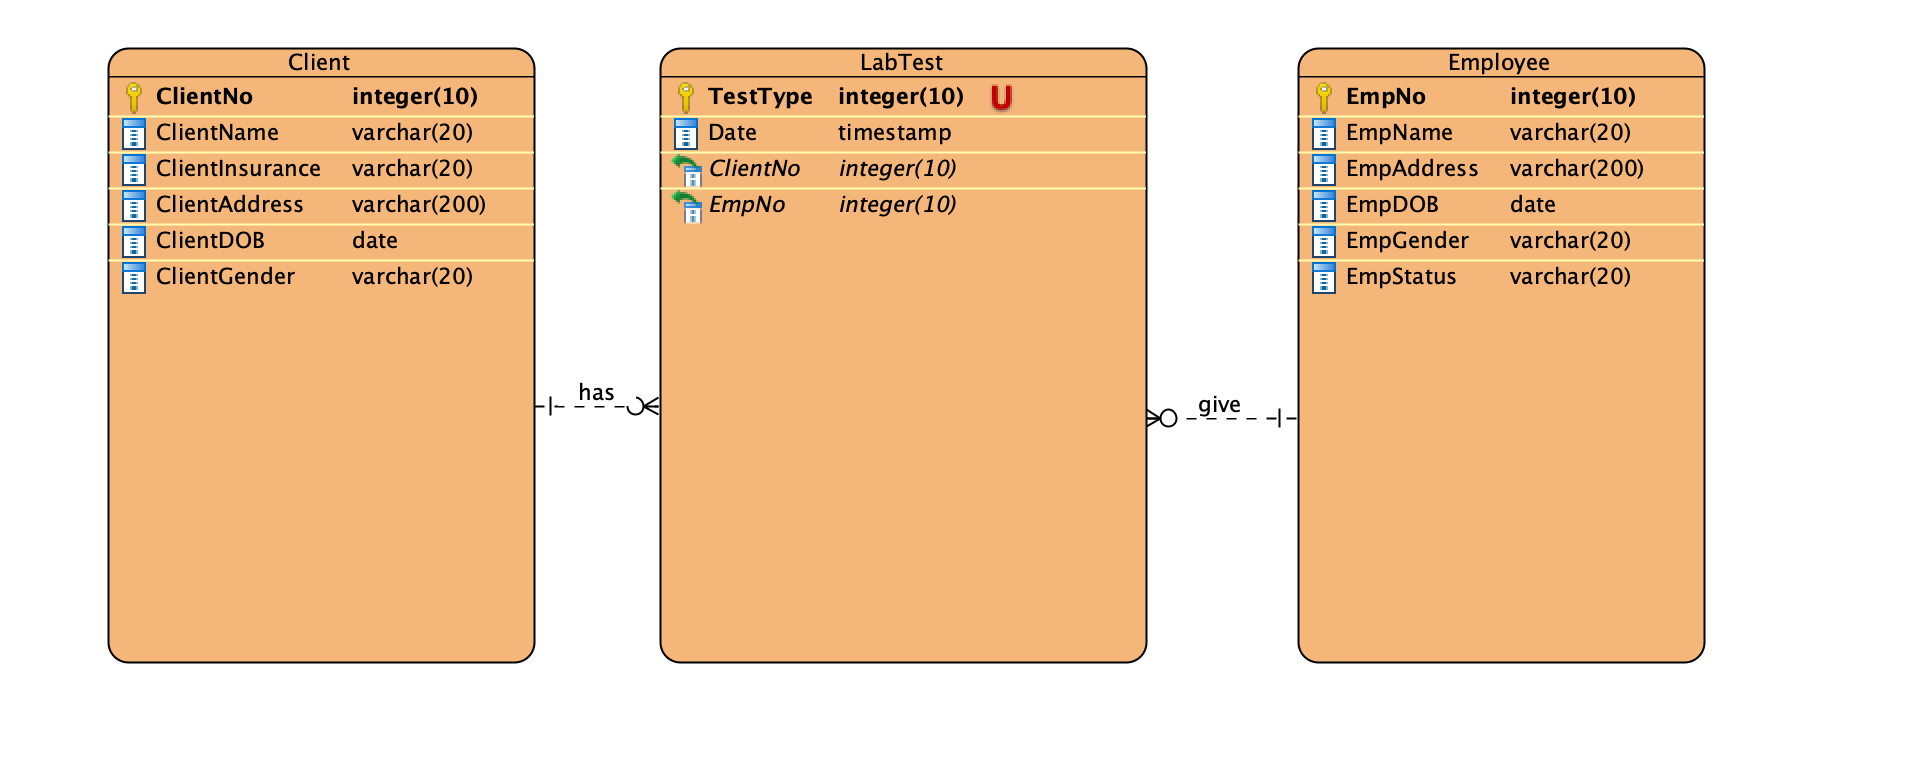 Client
ClientNo integer(10)
ClientName varchar(20)
ClientInsurance varchar(20)
ClientAddress varchar(200)
ClientDOB date
ClientGender varchar(20)
has
LabTest
TestType integer(10) U
Date timestamp
ClientNo integer(10)
EmpNo integer(10)
give
Employee
EmpNo integer(10)
EmpName varchar(20)
EmpAddress varchar(200)
EmpDOB date
EmpGender varchar(20)
EmpStatus varchar(20)